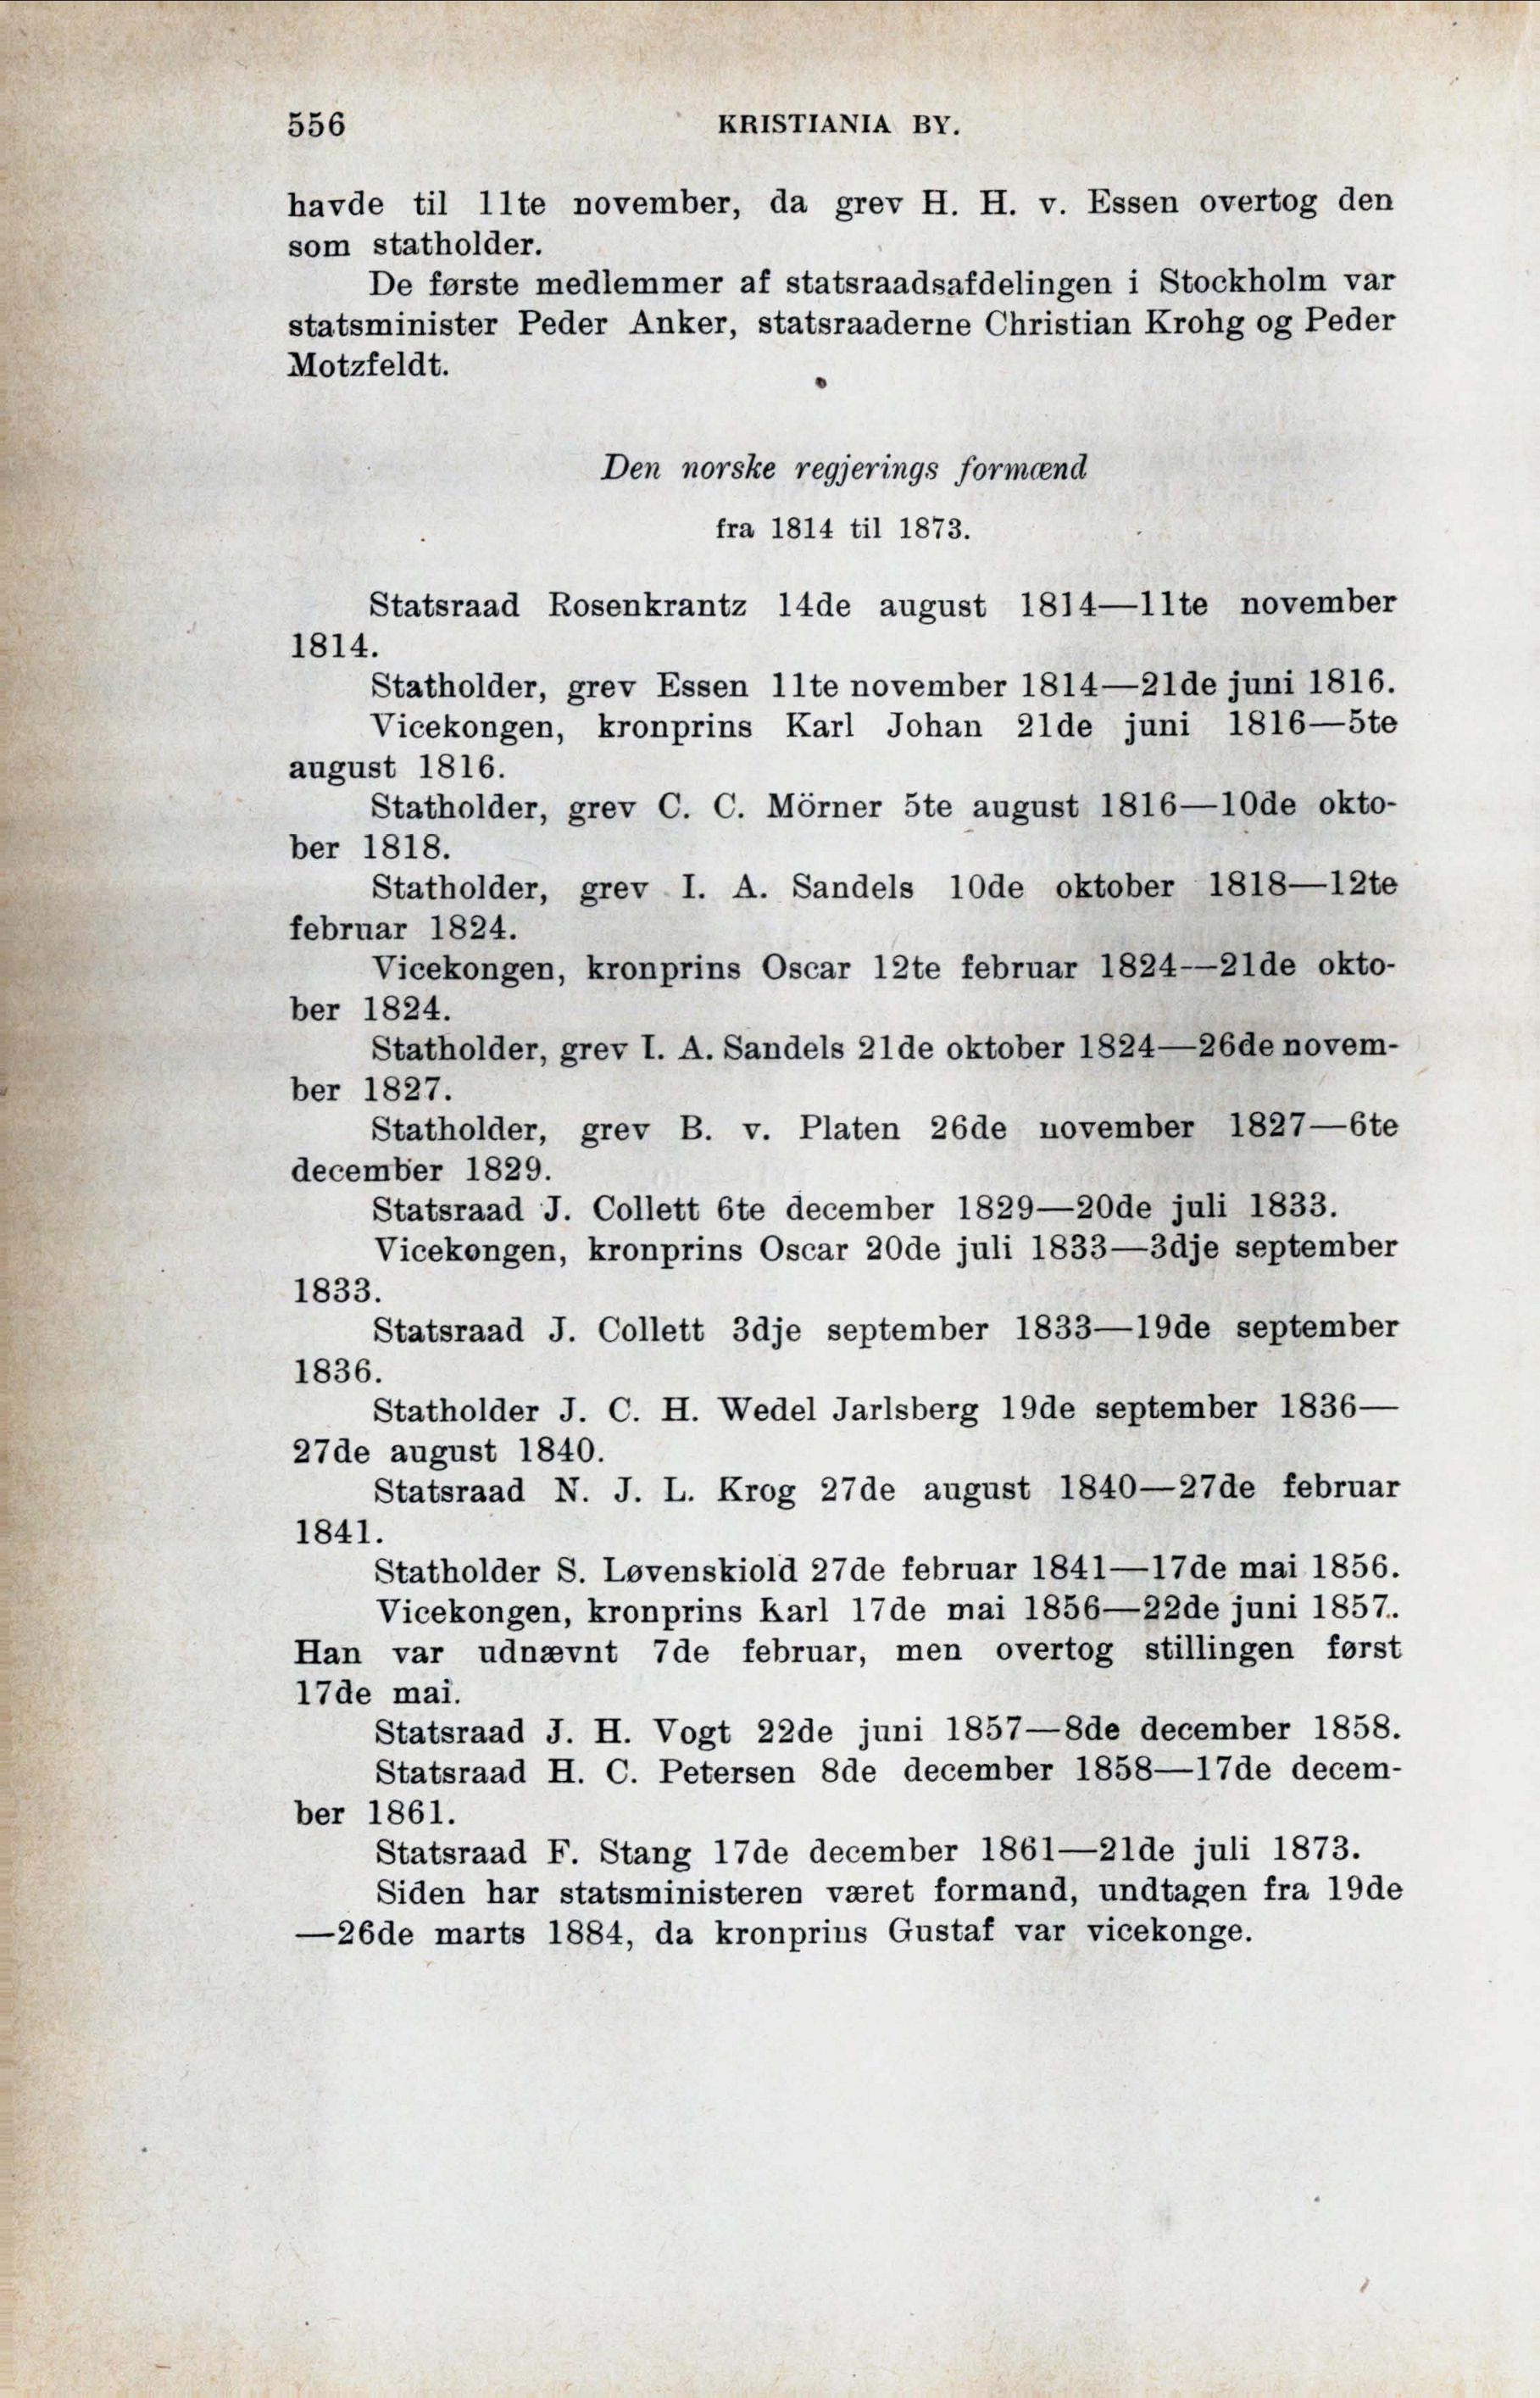 556 KRISTIANIA BY.
havde til 11te november, da grev H. H. v. Essen overtog den
som statholder.
De første medlemmer af statsraadsafdelingen i Stockholm var
statsminister Peder Anker, statsraaderne Christian Krohg og Peder
Motzfeldt.
Den norske regjerings formænd
fra 1814 til 1873.
Statsraad Rosenkrantz 14de august 1814—11te november
1814.
Statholder, grev Essen 11te november 1814—21de juni 1816.
Vicekongen, kronprins Karl Johan 21de juni 1816—5te
august 1816.
Statholder, grev C. C. Mörner 5te august 1816—10de okto-
ber 1818.
Statholder, grev I. A. Sandels 10de oktober 1818—12te
februar 1824.
Vicekongen, kronprins Oscar 12te februar 1824—21de okto-
ber 1824.
Statholder, grev I. A. Sandels 21de oktober 1824—26de novem-
ber 1827.
Statholder, grev B. v. Platen 26de november 1827—6te
december 1829.
Statsraad J. Collett 6te december 1829—20de juli 1833.
Vicekongen, kronprins Oscar 20de juli 1833—3dje september
1833.
Statsraad J. Collett 3dje september 1833—19de september
1836.
Statholder J. C. H. Wedel Jarlsberg 19de september 1836—
27de august 1840.
Statsraad N. J. L. Krog 27de august 1840—27de februar
1841.
Statholder S. Løvenskiold 27de februar 1841—17de mai 1856.
Vicekongen, kronprins Karl 17de mai 1856—22de juni 1857.
Han var udnævnt 7de februar, men overtog stillingen først
17de mai.
Statsraad J. H. Vogt 22de juni 1857—8de december 1858.
Statsraad H. C. Petersen 8de december 1858—17de decem-
ber 1861.
Statsraad F. Stang 17de december 1861—21de juli 1873.
Siden har statsministeren været formand, undtagen fra 19de
—26de marts 1884, da kronprins Gustaf var vicekonge.